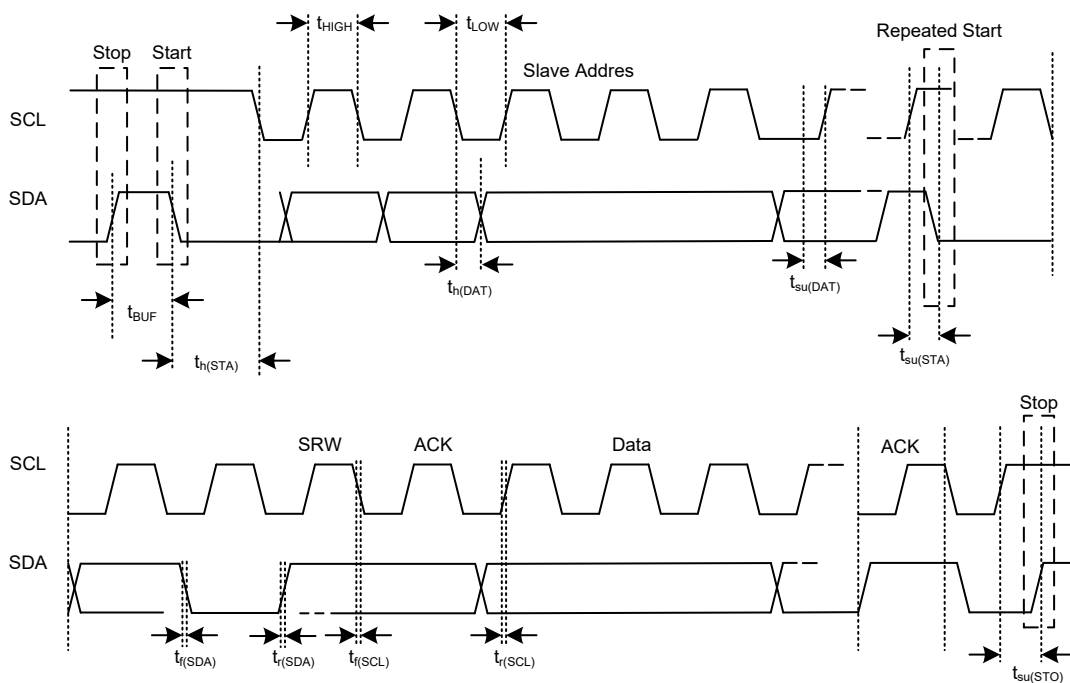 tHIGH tLOW
Stop Start Repeated Start
Slave Addres
SCL
SDA
tBUF
th(STA)
th(DAT)
tsu(DAT)
tsu(STA)
Stop
SRW ACK Data ACK
SCL
SDA
tf(SDA) tr(SDA) tf(SCL) tr(SCL)
tsu(STO)